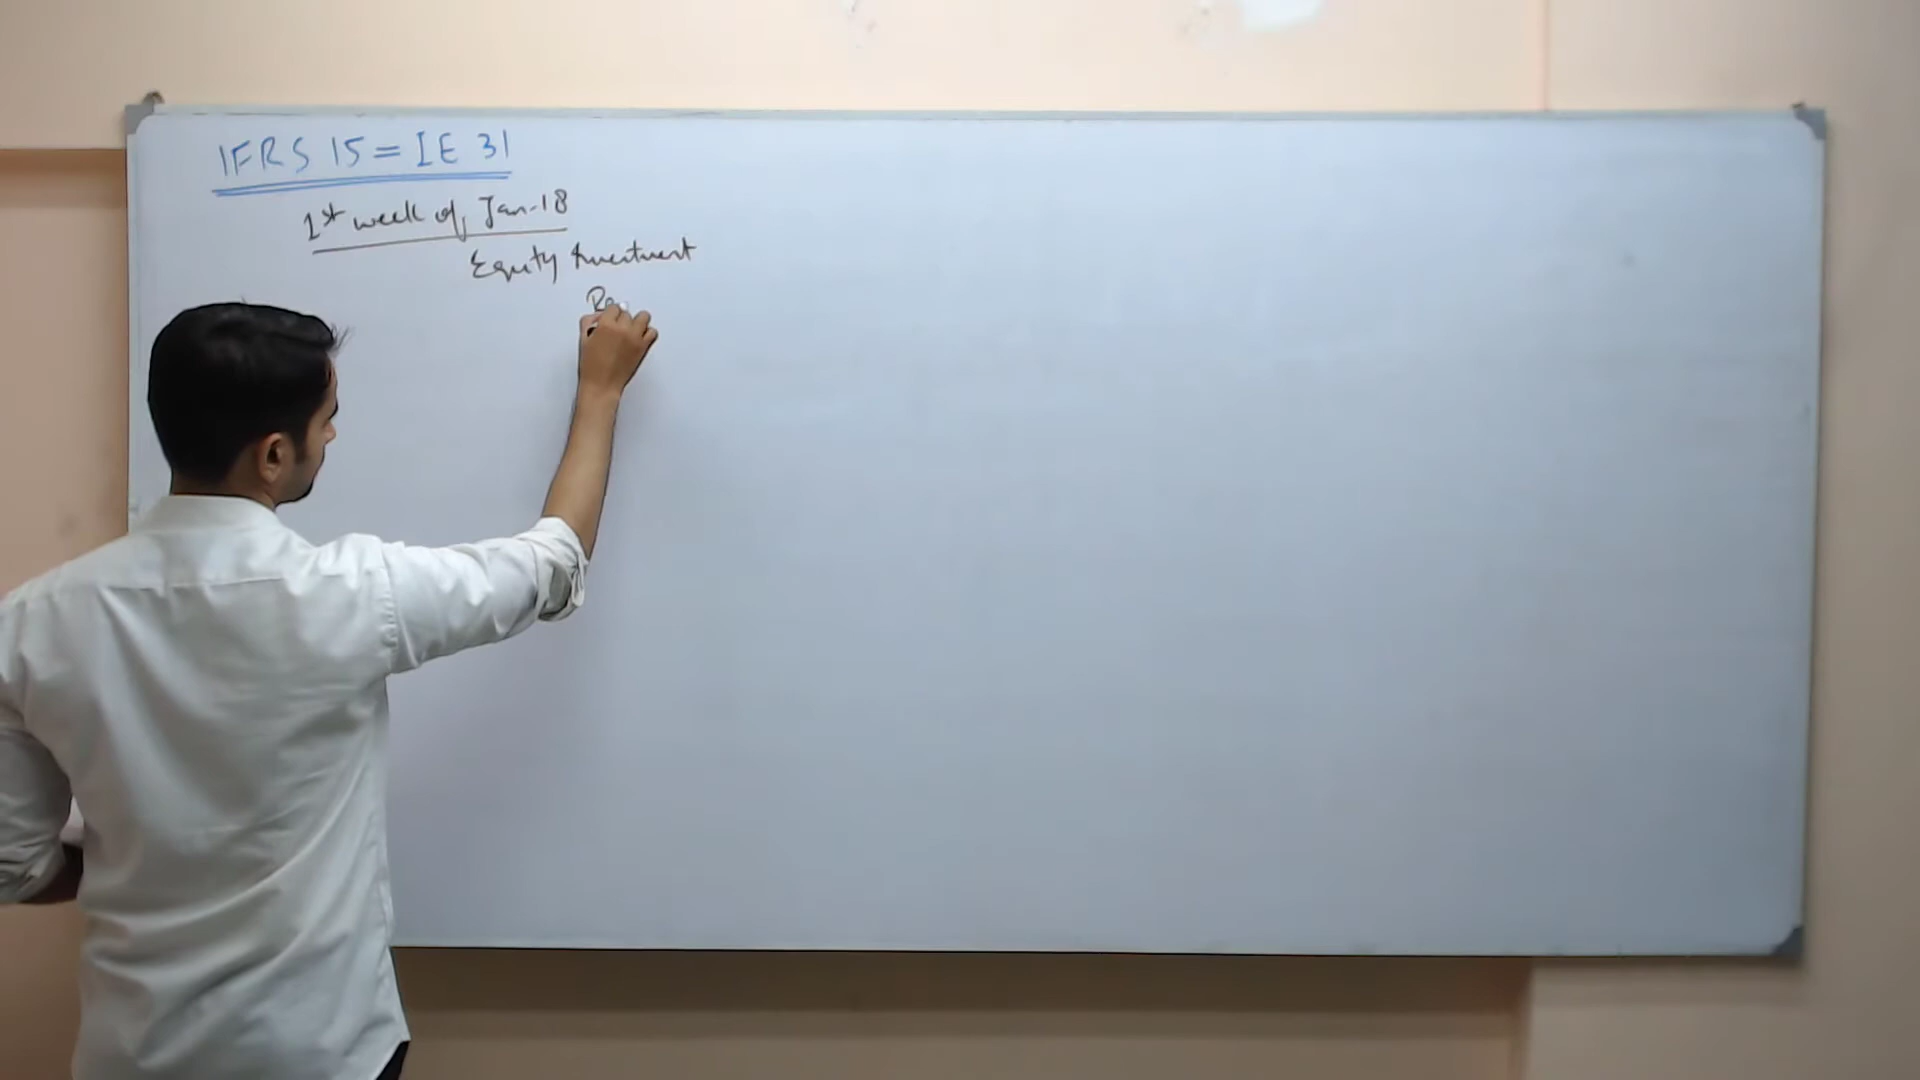 IFRS 15 = IE 31
1st week of Jan-18
Equity Investment
Re